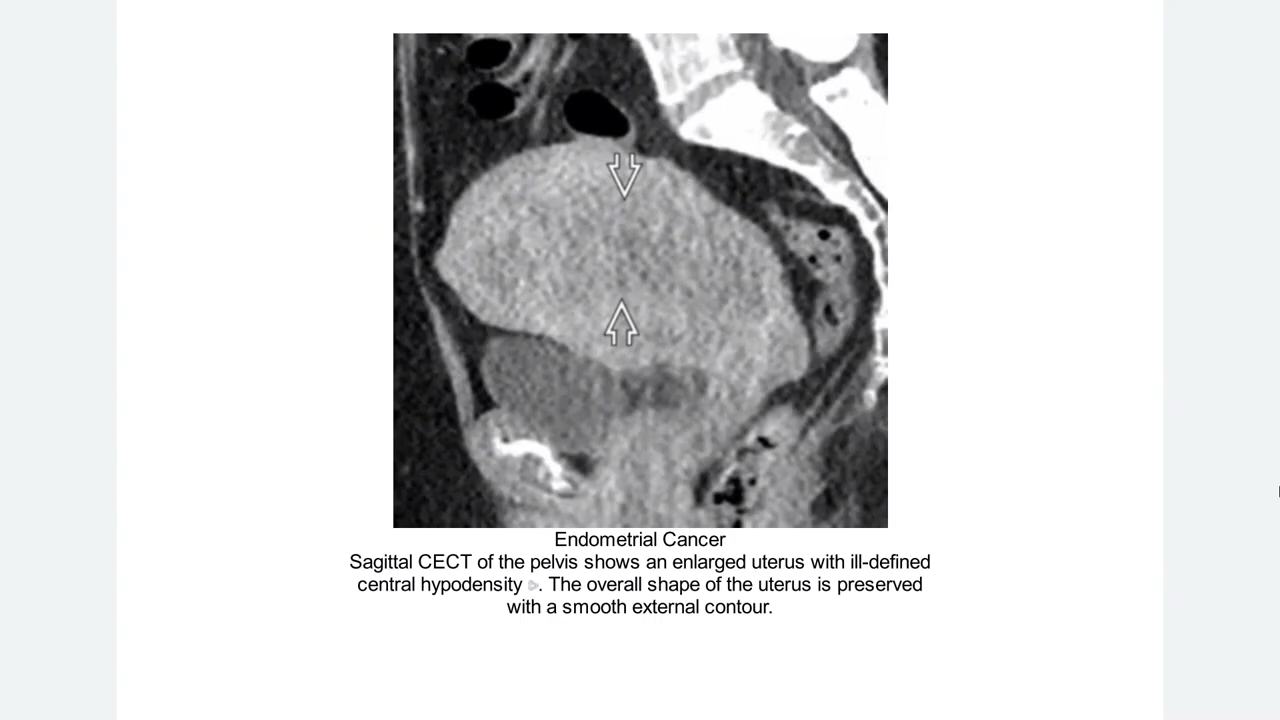 Endometrial Cancer
Sagittal CECT of the pelvis shows an enlarged uterus with ill-defined
central hypodensity . The overall shape of the uterus is preserved
with a smooth external contour.